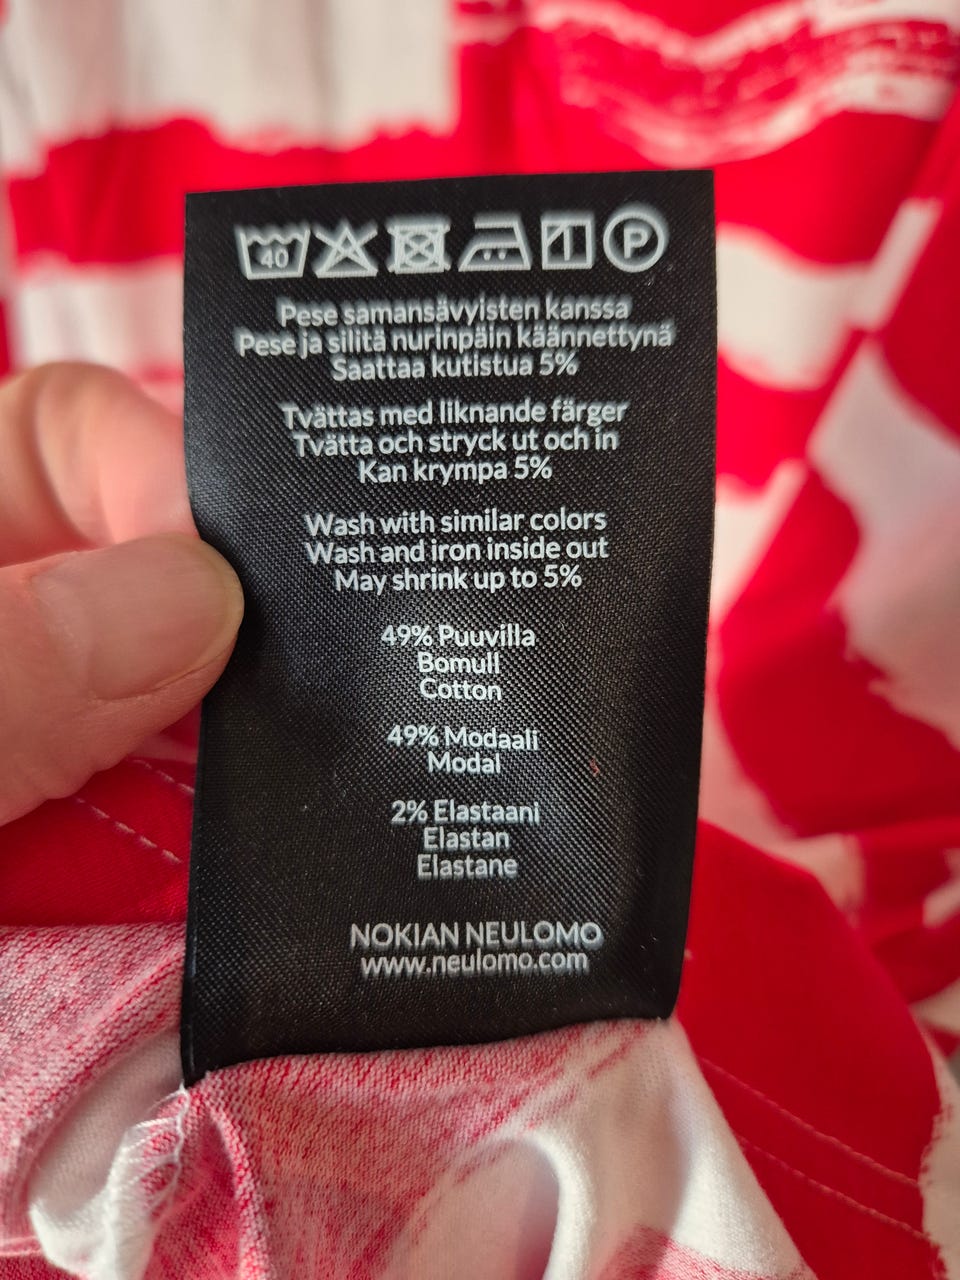 40 P
Pese samansävyisten kanssa
Pese ja silitä nurinpäin käännettynä
Saattaa kutistua 5%
Tvättas med liknande färger
Tvätta och stryck ut och in
Kan krympa 5%
Wash with similar colors
Wash and iron inside out
May shrink up to 5%
49% Puuvilla
Bomull
Cotton
49% Modaali
Modal
2% Elastaani
Elastan
Elastane
NOKIAN NEULOMO
www.neulomo.com